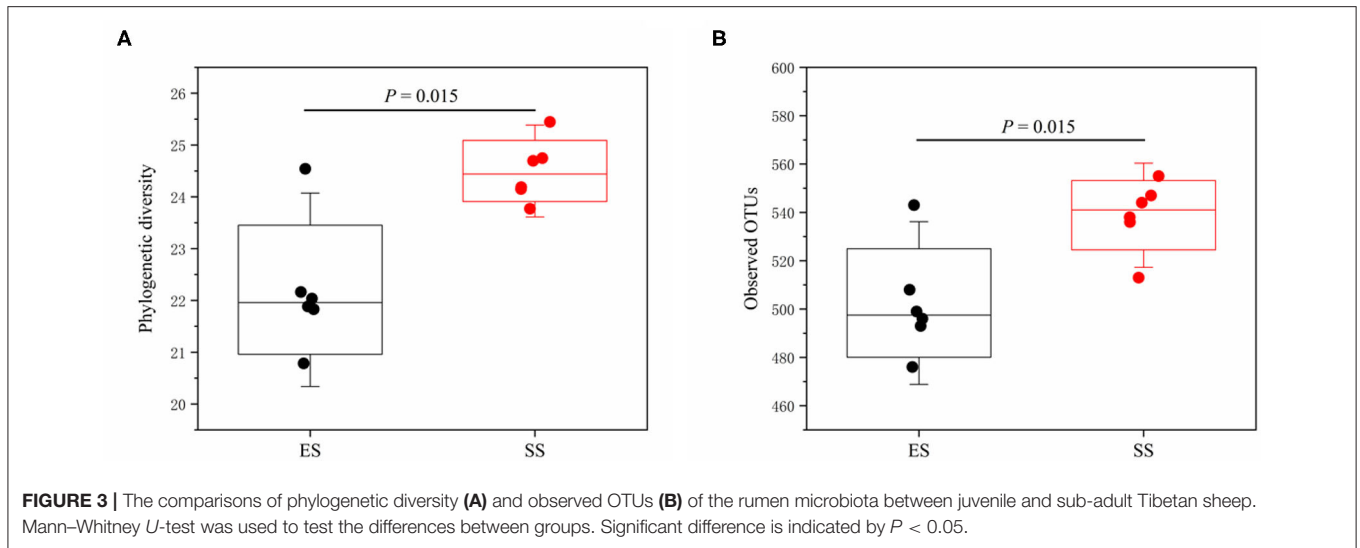 A
Phylogenetic diversity
26
25
24
23
22
21
20
P = 0.015
ES
SS
B
Observed OTUs
600
580
560
540
520
500
480
460
P = 0.015
ES
SS
FIGURE 3 | The comparisons of phylogenetic diversity (A) and observed OTUs (B) of the rumen microbiota between juvenile and sub-adult Tibetan sheep.
Mann–Whitney U-test was used to test the differences between groups. Significant difference is indicated by P < 0.05.